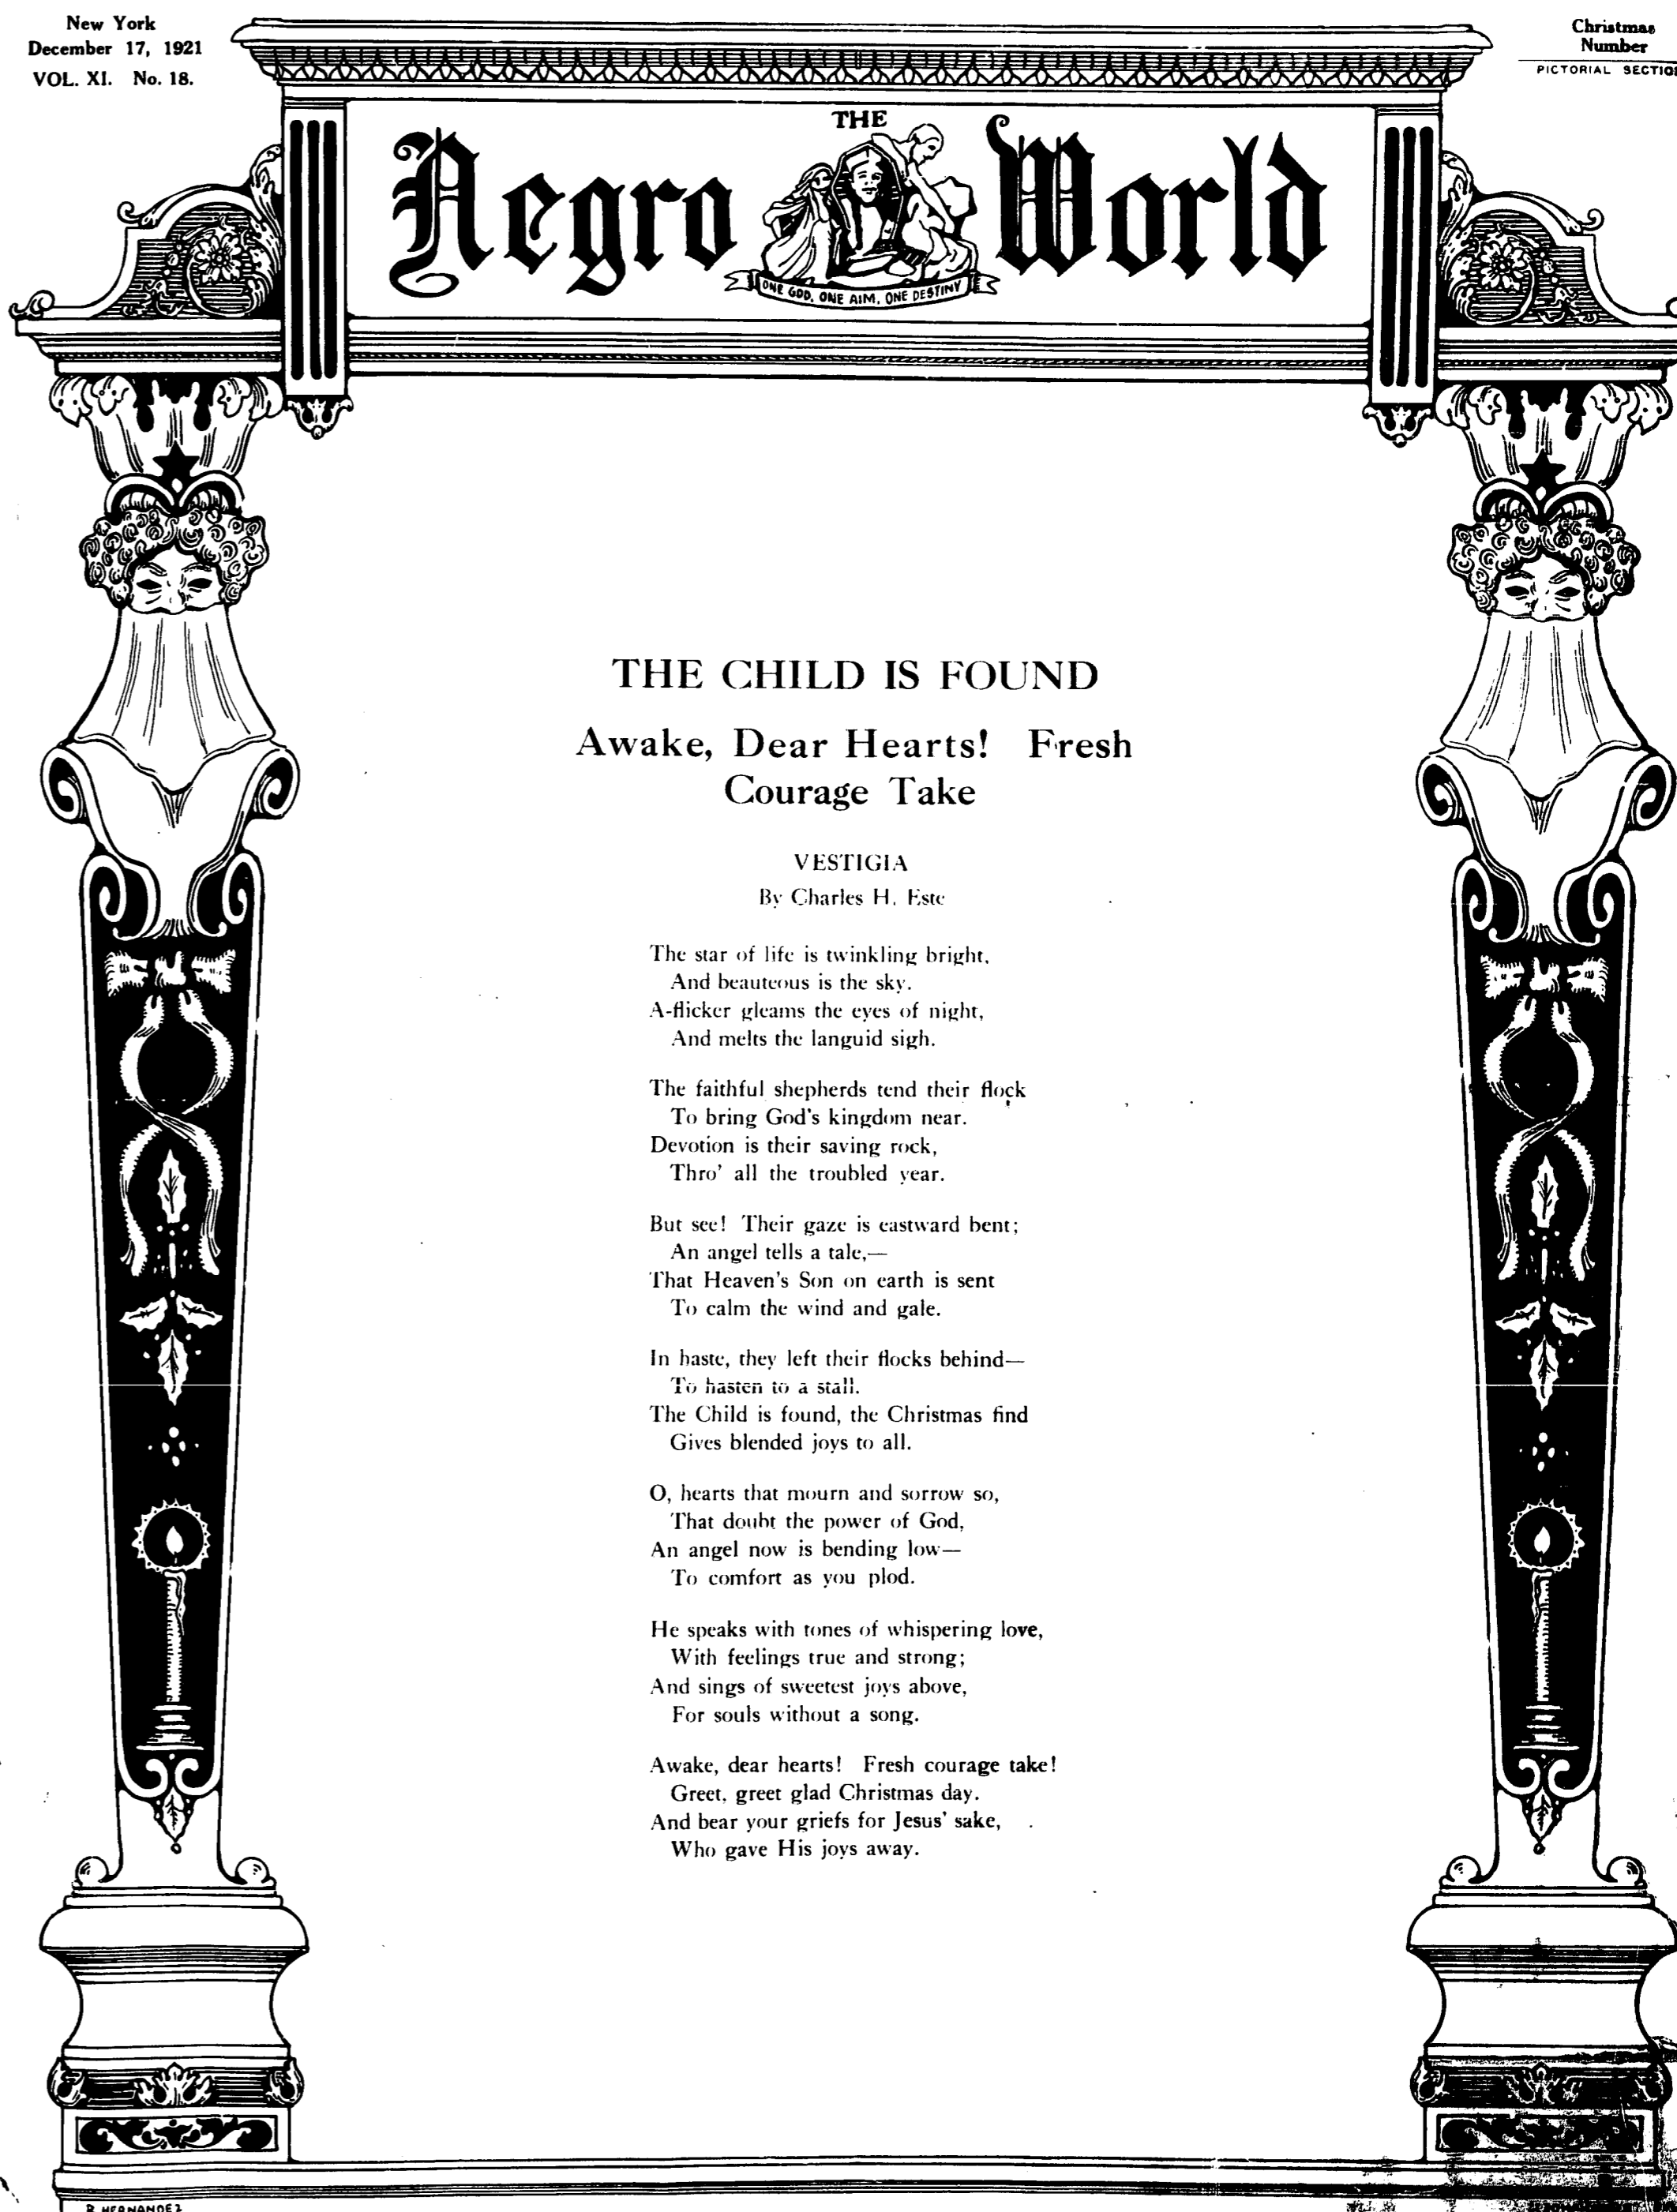 New York
December 17, 1921
VOL. XI. No. 18.
Christmas
Number
PICTORIAL SECTION
THE
Negro World
ONE GOD, ONE AIM, ONE DESTINY
THE CHILD IS FOUND
Awake, Dear Hearts! Fresh
Courage Take
VESTIGIA
By Charles H. Este
The star of life is twinkling bright,
And beauteous is the sky.
A-flicker gleams the eyes of night,
And melts the languid sigh.
The faithful shepherds tend their flock
To bring God's kingdom near.
Devotion is their saving rock,
Thro' all the troubled year.
But see! Their gaze is eastward bent;
An angel tells a tale,—
That Heaven's Son on earth is sent
To calm the wind and gale.
In haste, they left their flocks behind—
To hasten to a stall.
The Child is found, the Christmas find
Gives blended joys to all.
O, hearts that mourn and sorrow so,
That doubt the power of God,
An angel now is bending low—
To comfort as you plod.
He speaks with tones of whispering love,
With feelings true and strong;
And sings of sweetest joys above,
For souls without a song.
Awake, dear hearts! Fresh courage take!
Greet, greet glad Christmas day.
And bear your griefs for Jesus' sake,
Who gave His joys away.
R. HERNANDEZ